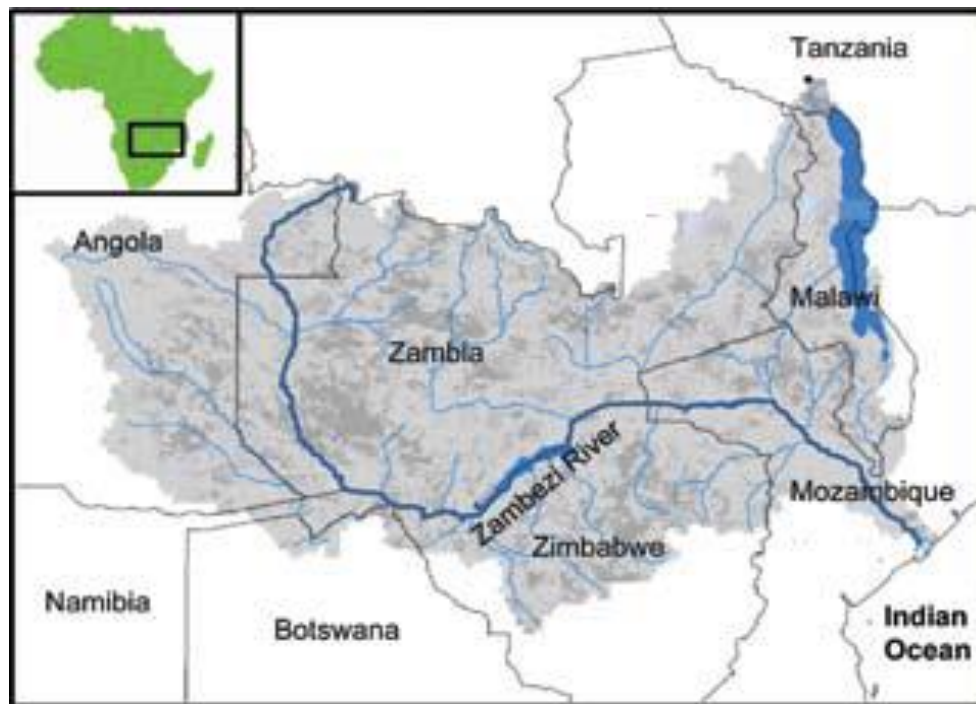 Tanzania
Angola
Malawi
Zambia
Zambezi River
Mozambique
Zimbabwe
Namibia
Botswana
Indian
Ocean